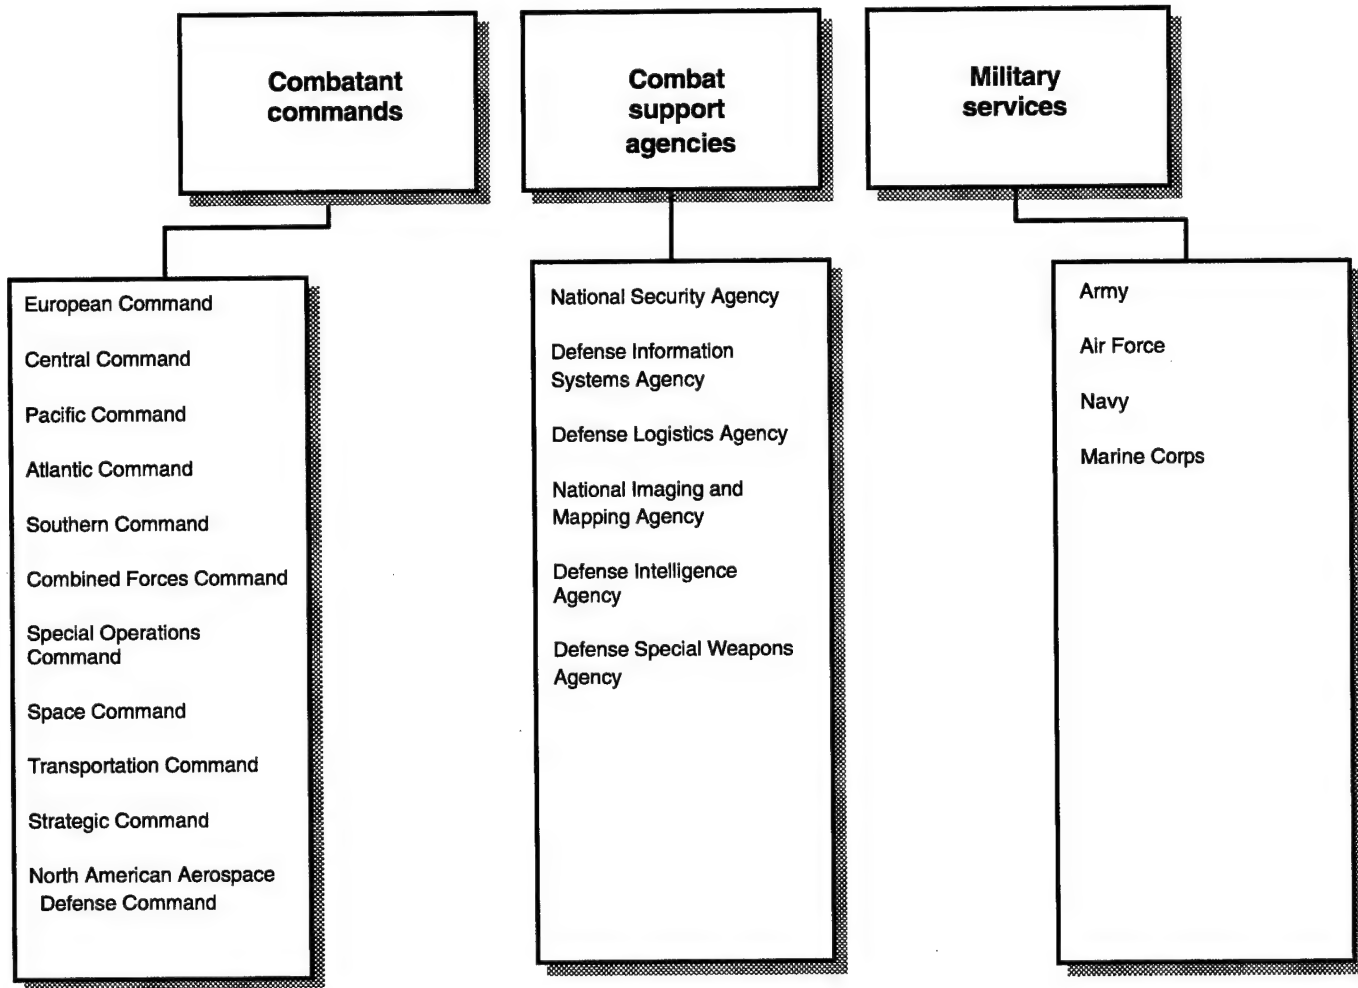 Combatant
commands
Combat
support
agencies
Military
services
European Command
Central Command
Pacific Command
Atlantic Command
Southern Command
Combined Forces Command
Special Operations
Command
Space Command
Transportation Command
Strategic Command
North American Aerospace
Defense Command
National Security Agency
Defense Information
Systems Agency
Defense Logistics Agency
National Imaging and
Mapping Agency
Defense Intelligence
Agency
Defense Special Weapons
Agency
Army
Air Force
Navy
Marine Corps